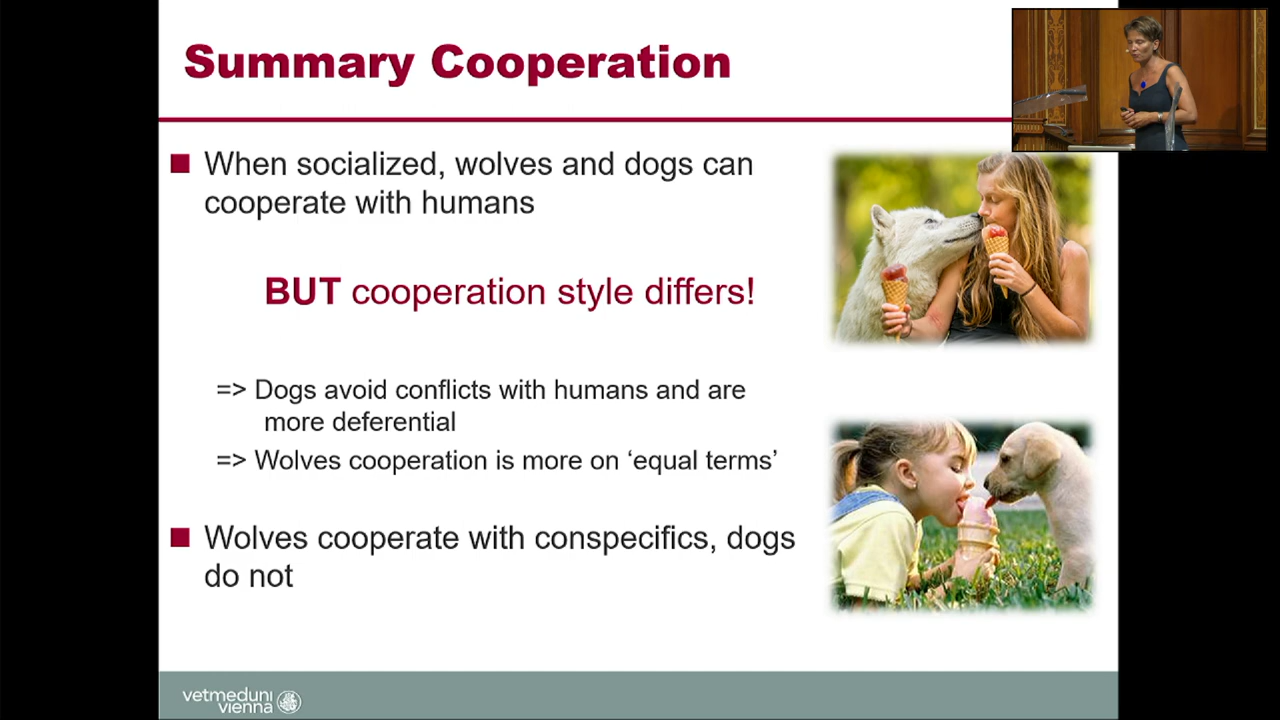 Summary Cooperation
When socialized, wolves and dogs can
cooperate with humans
BUT cooperation style differs!
=> Dogs avoid conflicts with humans and are
more deferential
=> Wolves cooperation is more on ‘equal terms’
Wolves cooperate with conspecifics, dogs
do not
vetmeduni
vienna